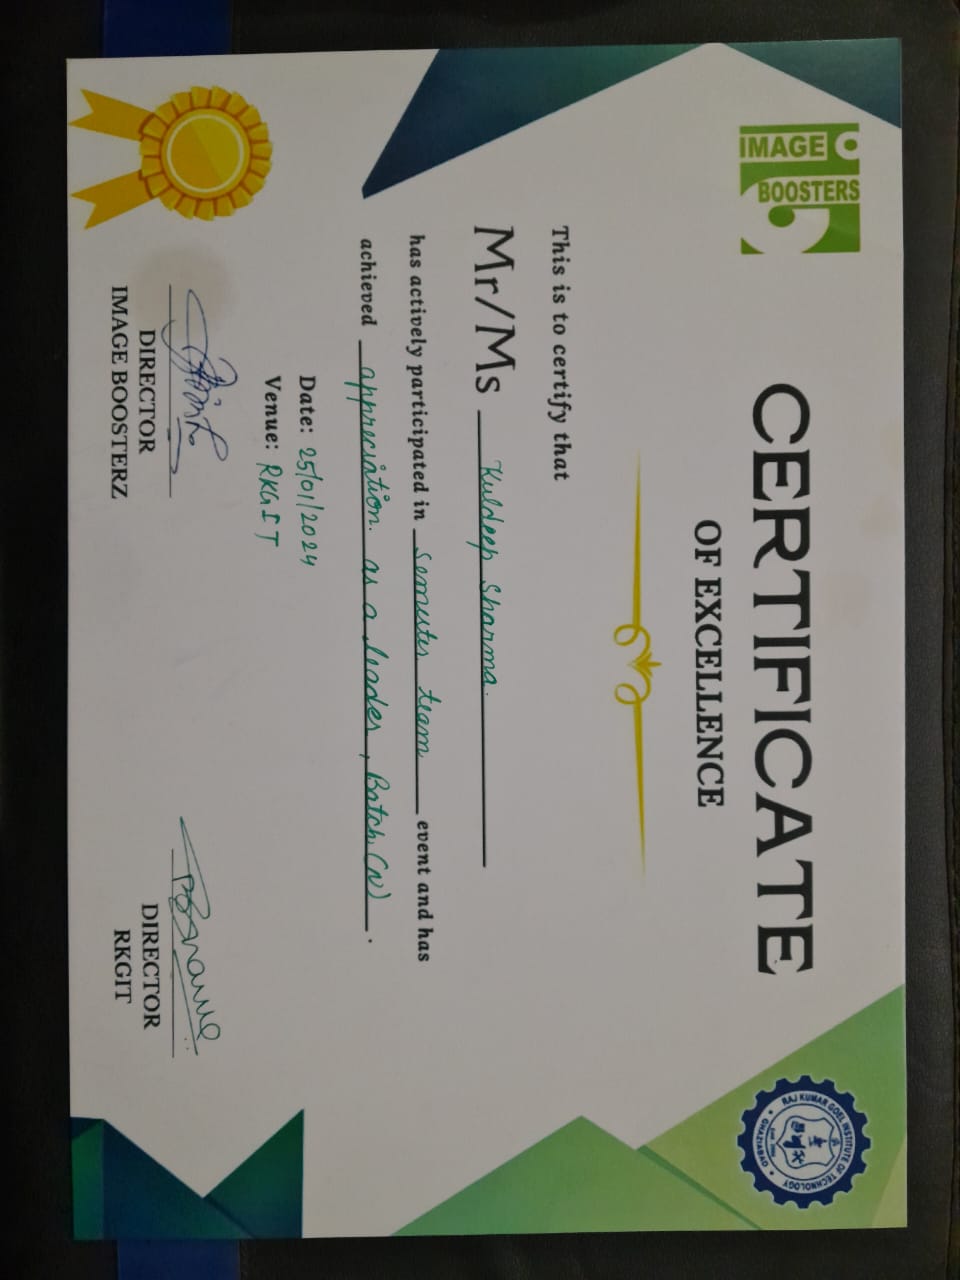 IMAGE
BOOSTERS
CERTIFICATE
OF EXCELLENCE
RAJ KUMAR GOEL INSTITUTE OF TECHNOLOGY
GHAZIABAD
This is to certify that
Mr/Ms Kuldeep Sharma.
has actively participated in Semester team event and has
achieved appreciation. as a leader, Batch (N).
Date: 25/01/2024
Venue: RKGIT
DIRECTOR
IMAGE BOOSTERZ
DIRECTOR
RKGIT